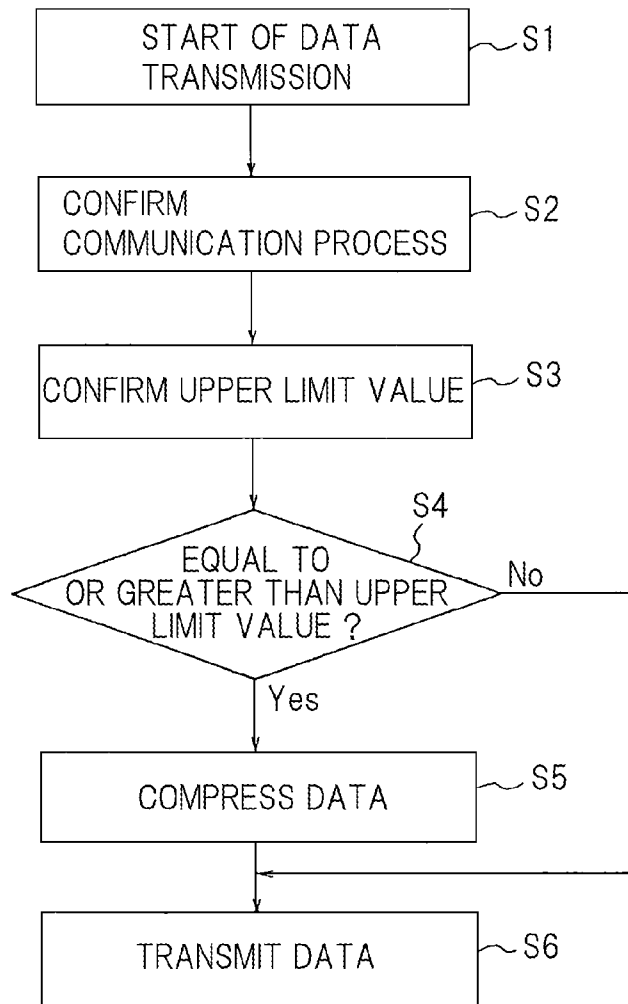 START OF DATA
TRANSMISSION
S1
CONFIRM
COMMUNICATION PROCESS
S2
CONFIRM UPPER LIMIT VALUE
S3
S4
EQUAL TO
OR GREATER THAN UPPER
LIMIT VALUE ?
No
Yes
COMPRESS DATA
S5
TRANSMIT DATA
S6